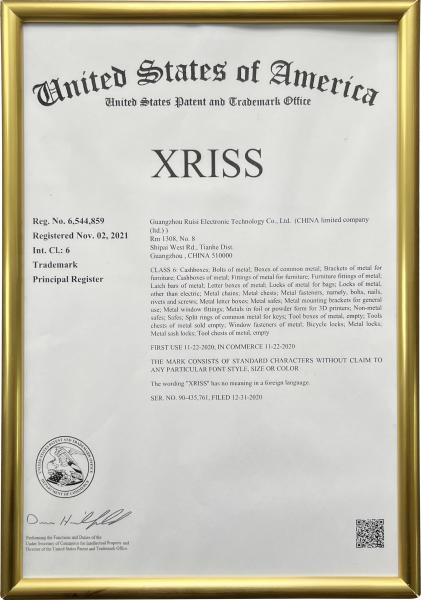 United States of America
United States Patent and Trademark Office
XRISS
Reg. No. 6,544,859
Registered Nov. 02, 2021
Int. Cl.: 6
Trademark
Principal Register
Guangzhou Ruisi Electronic Technology Co., Ltd. (CHINA limited company
(ltd.) )
Rm 1308, No. 8
Shipai West Rd., Tianhe Dist.
Guangzhou , CHINA 510000
CLASS 6: Cashboxes; Bolts of metal; Boxes of common metal; Brackets of metal for
furniture; Cashboxes of metal; Fittings of metal for furniture; Furniture fittings of metal;
Latch bars of metal; Letter boxes of metal; Locks of metal for bags; Locks of metal,
other than electric; Metal chains; Metal chests; Metal fasteners, namely, bolts, nails,
rivets and screws; Metal letter boxes; Metal safes; Metal mounting brackets for general
use; Metal window fittings; Metals in foil or powder form for 3D printers; Non-metal
safes; Safes; Split rings of common metal for keys; Tool boxes of metal, empty; Tools
chests of metal sold empty; Window fasteners of metal; Bicycle locks; Metal locks;
Metal sash locks; Tool chests of metal, empty
FIRST USE 11-22-2020; IN COMMERCE 11-22-2020
THE MARK CONSISTS OF STANDARD CHARACTERS WITHOUT CLAIM TO
ANY PARTICULAR FONT STYLE, SIZE OR COLOR
The wording "XRISS" has no meaning in a foreign language.
SER. NO. 90-435,761, FILED 12-31-2020
UNITED STATES PATENT AND TRADEMARK OFFICE
DEPARTMENT OF COMMERCE
Performing the Functions and Duties of the
Under Secretary of Commerce for Intellectual Property and
Director of the United States Patent and Trademark Office